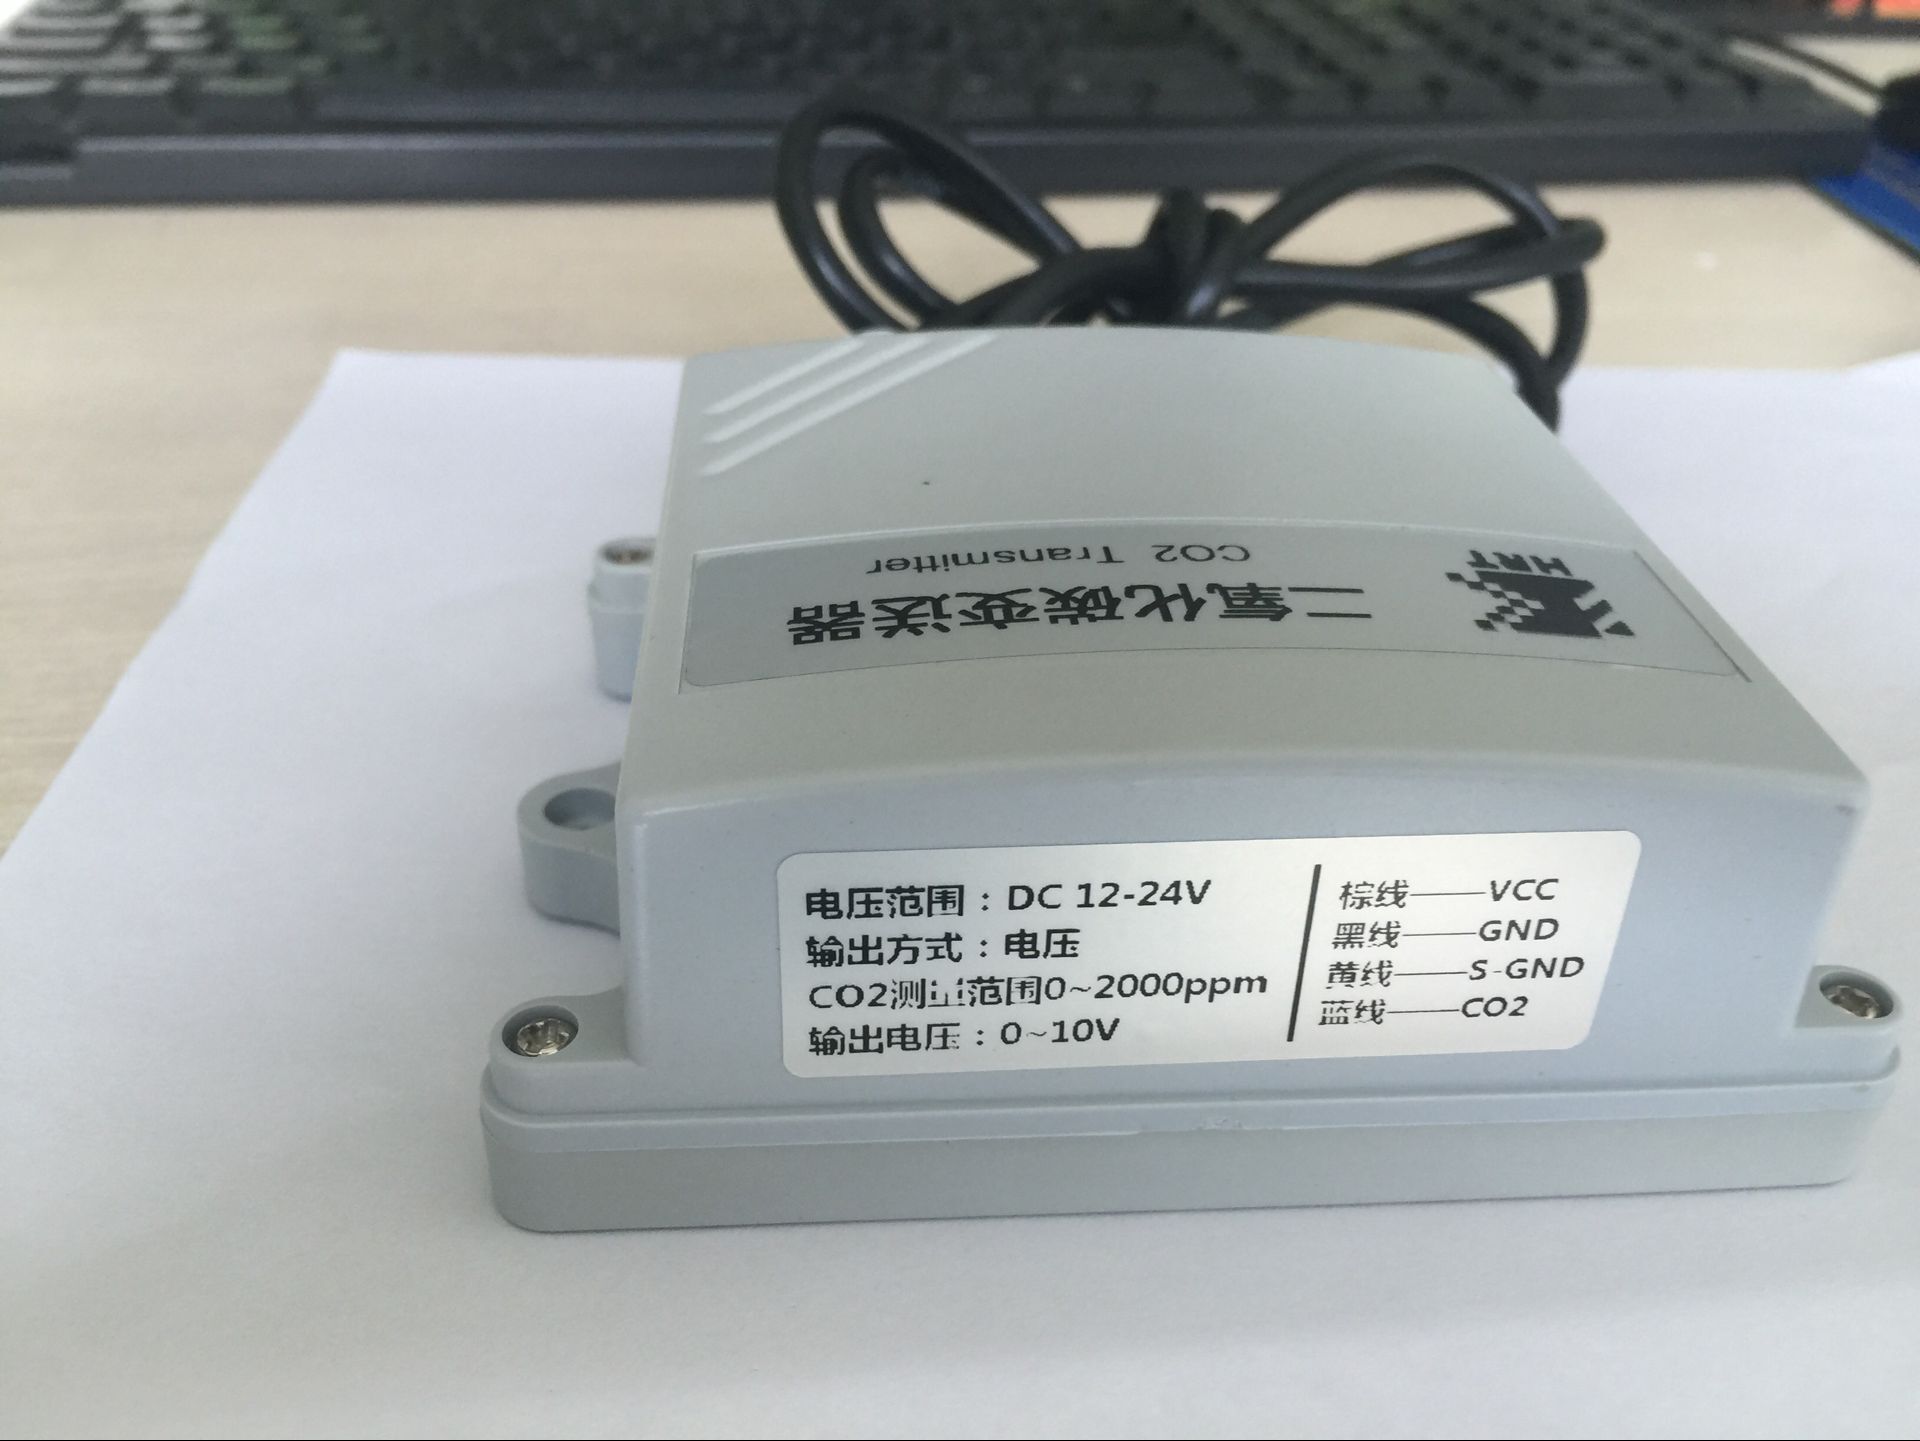 HRT
二氧化碳变送器
CO2 Transmitter
电压范围：DC 12-24V
输出方式：电压
CO2测量范围0~2000ppm
输出电压：0~10V
棕线——VCC
黑线——GND
黄线——S-GND
蓝线——CO2